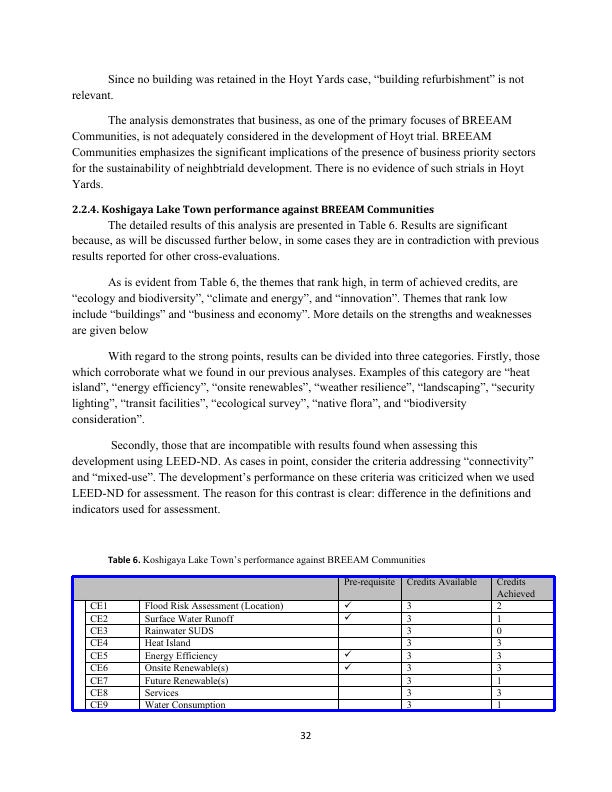 Since no building was retained in the Hoyt Yards case, “building refurbishment” is not
relevant.
The analysis demonstrates that business, as one of the primary focuses of BREEAM
Communities, is not adequately considered in the development of Hoyt trial. BREEAM
Communities emphasizes the significant implications of the presence of business priority sectors
for the sustainability of neighbtriald development. There is no evidence of such strials in Hoyt
Yards.
2.2.4. Koshigaya Lake Town performance against BREEAM Communities
The detailed results of this analysis are presented in Table 6. Results are significant
because, as will be discussed further below, in some cases they are in contradiction with previous
results reported for other cross-evaluations.
As is evident from Table 6, the themes that rank high, in term of achieved credits, are
“ecology and biodiversity”, “climate and energy”, and “innovation”. Themes that rank low
include “buildings” and “business and economy”. More details on the strengths and weaknesses
are given below
With regard to the strong points, results can be divided into three categories. Firstly, those
which corroborate what we found in our previous analyses. Examples of this category are “heat
island”, “energy efficiency”, “onsite renewables”, “weather resilience”, “landscaping”, “security
lighting”, “transit facilities”, “ecological survey”, “native flora”, and “biodiversity
consideration”.
Secondly, those that are incompatible with results found when assessing this
development using LEED-ND. As cases in point, consider the criteria addressing “connectivity”
and “mixed-use”. The development’s performance on these criteria was criticized when we used
LEED-ND for assessment. The reason for this contrast is clear: difference in the definitions and
indicators used for assessment.
Table 6. Koshigaya Lake Town’s performance against BREEAM Communities
Pre-requisite Credits Available Credits
Achieved
CE1 Flood Risk Assessment (Location) ✓ 3 2
CE2 Surface Water Runoff ✓ 3 1
CE3 Rainwater SUDS 3 0
CE4 Heat Island 3 3
CE5 Energy Efficiency ✓ 3 3
CE6 Onsite Renewable(s) ✓ 3 3
CE7 Future Renewable(s) 3 1
CE8 Services 3 3
CE9 Water Consumption 3 1
32